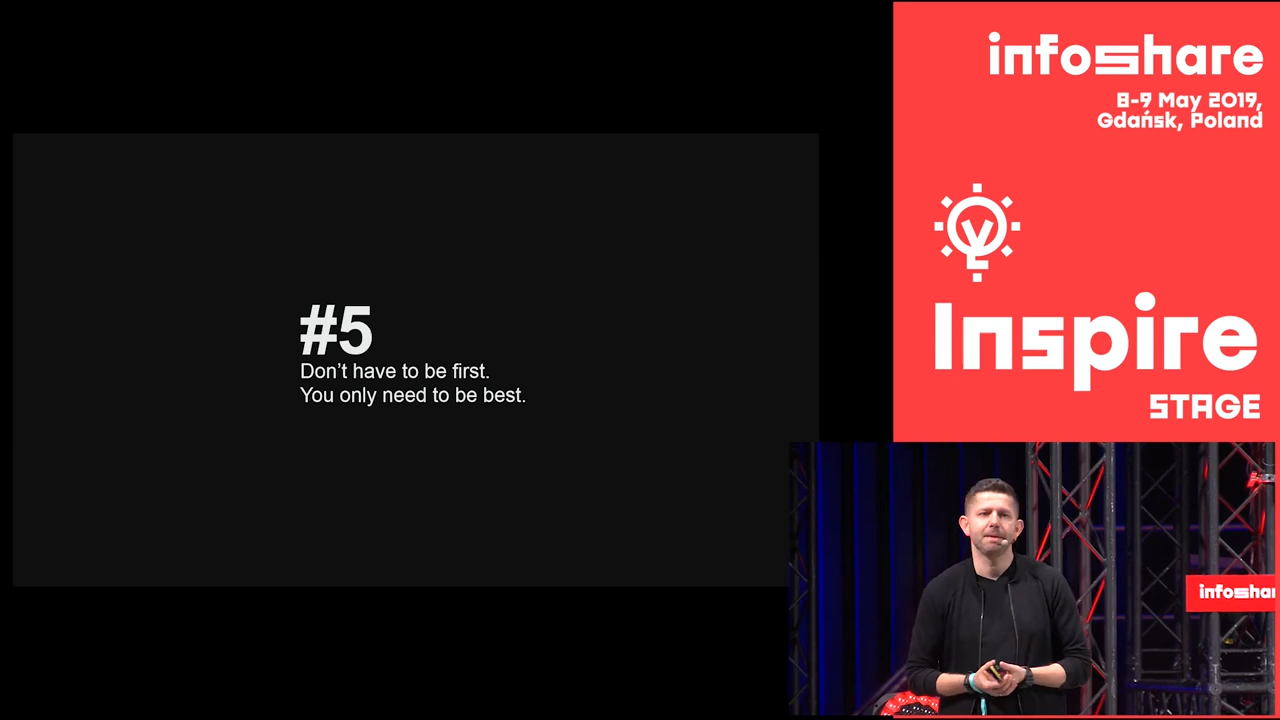 #5
Don't have to be first.
You only need to be best.
infoshare
8-9 May 2019,
Gdańsk, Poland
Inspire
STAGE
infoshar